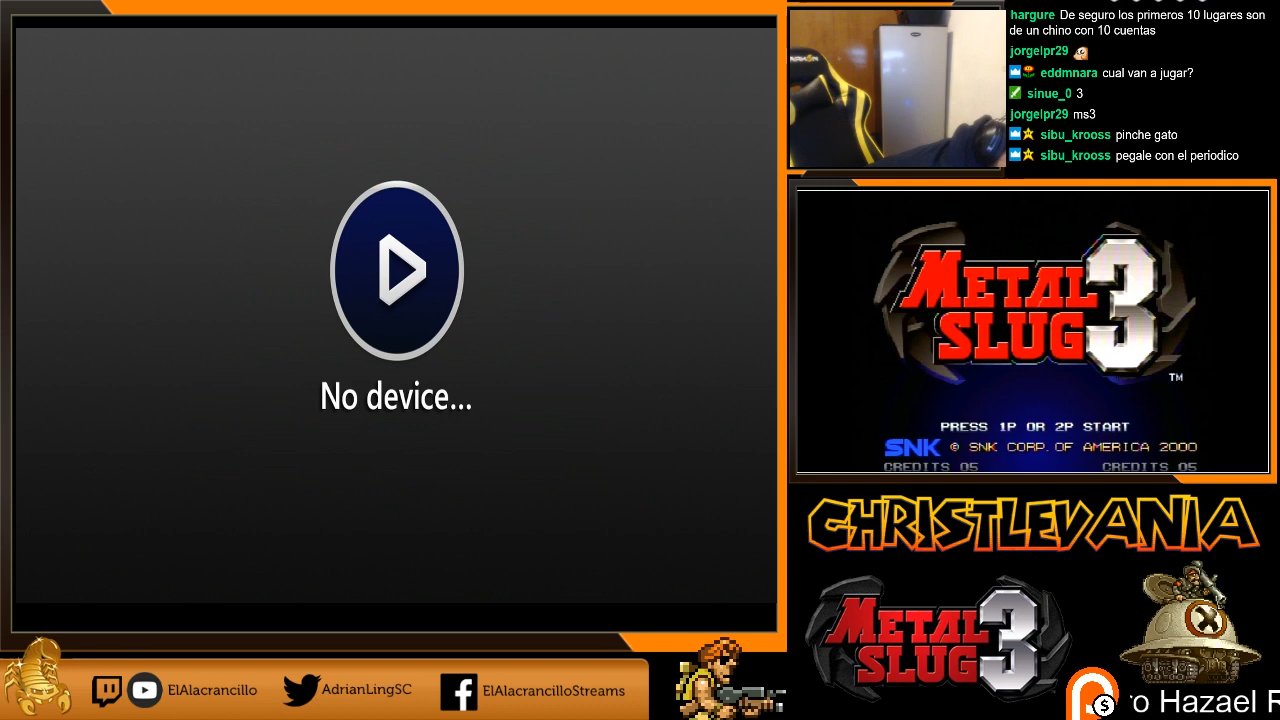 No device...
hargure De seguro los primeros 10 lugares son
de un chino con 10 cuentas
jorgelpr29
eddmnara cual van a jugar?
sinue_0 3
jorgelpr29 ms3
sibu_krooss pinche gato
sibu_krooss pegale con el periodico
METAL
SLUG 3
TM
PRESS 1P OR 2P START
SNK © SNK CORP. OF AMERICA 2000
CREDITS 05 CREDITS 05
CHRISTLEVANIA
METAL
SLUG 3
ElAlacrancillo
AdrianLingSC
ElAlacrancilloStreams
o Hazael